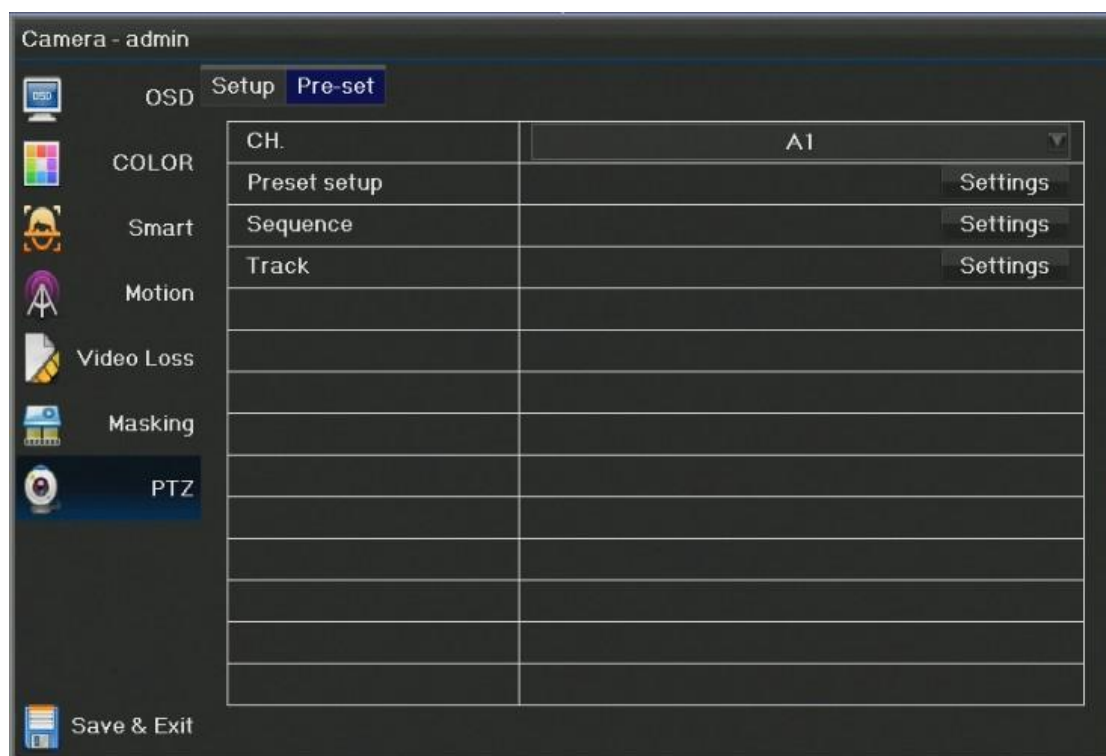 Camera - admin
OSD
OSD
COLOR
Smart
Motion
Video Loss
Masking
PTZ
Save & Exit
Setup Pre-set
CH. A1
Preset setup Settings
Sequence Settings
Track Settings